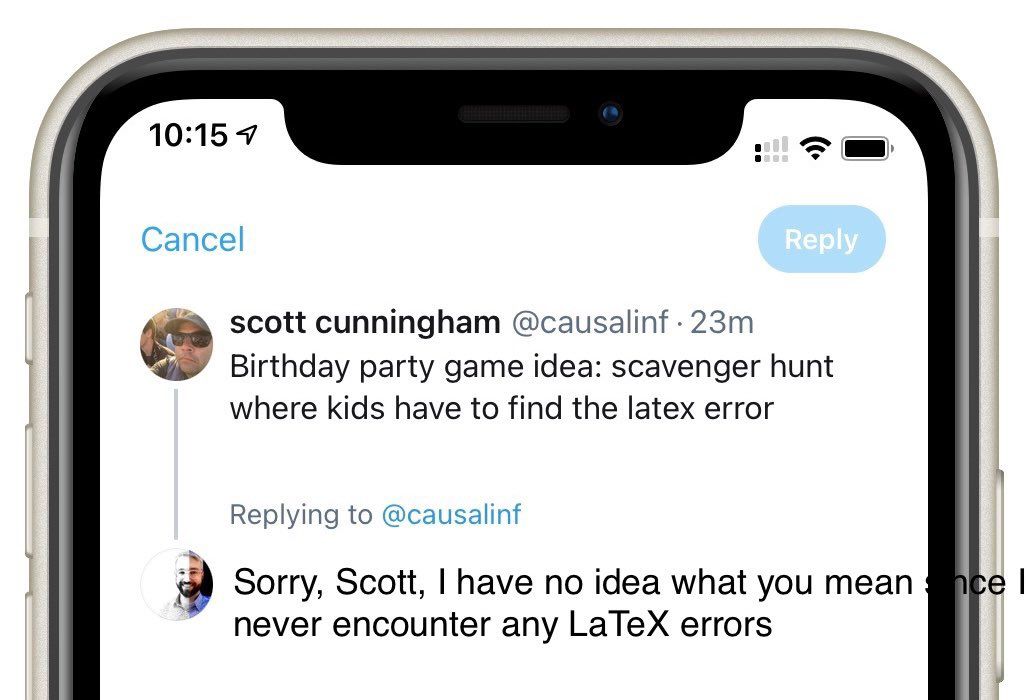 10:15
Cancel
Reply
scott cunningham @causalinf · 23m
Birthday party game idea: scavenger hunt
where kids have to find the latex error
Replying to @causalinf
Sorry, Scott, I have no idea what you mean since I
never encounter any LaTeX errors